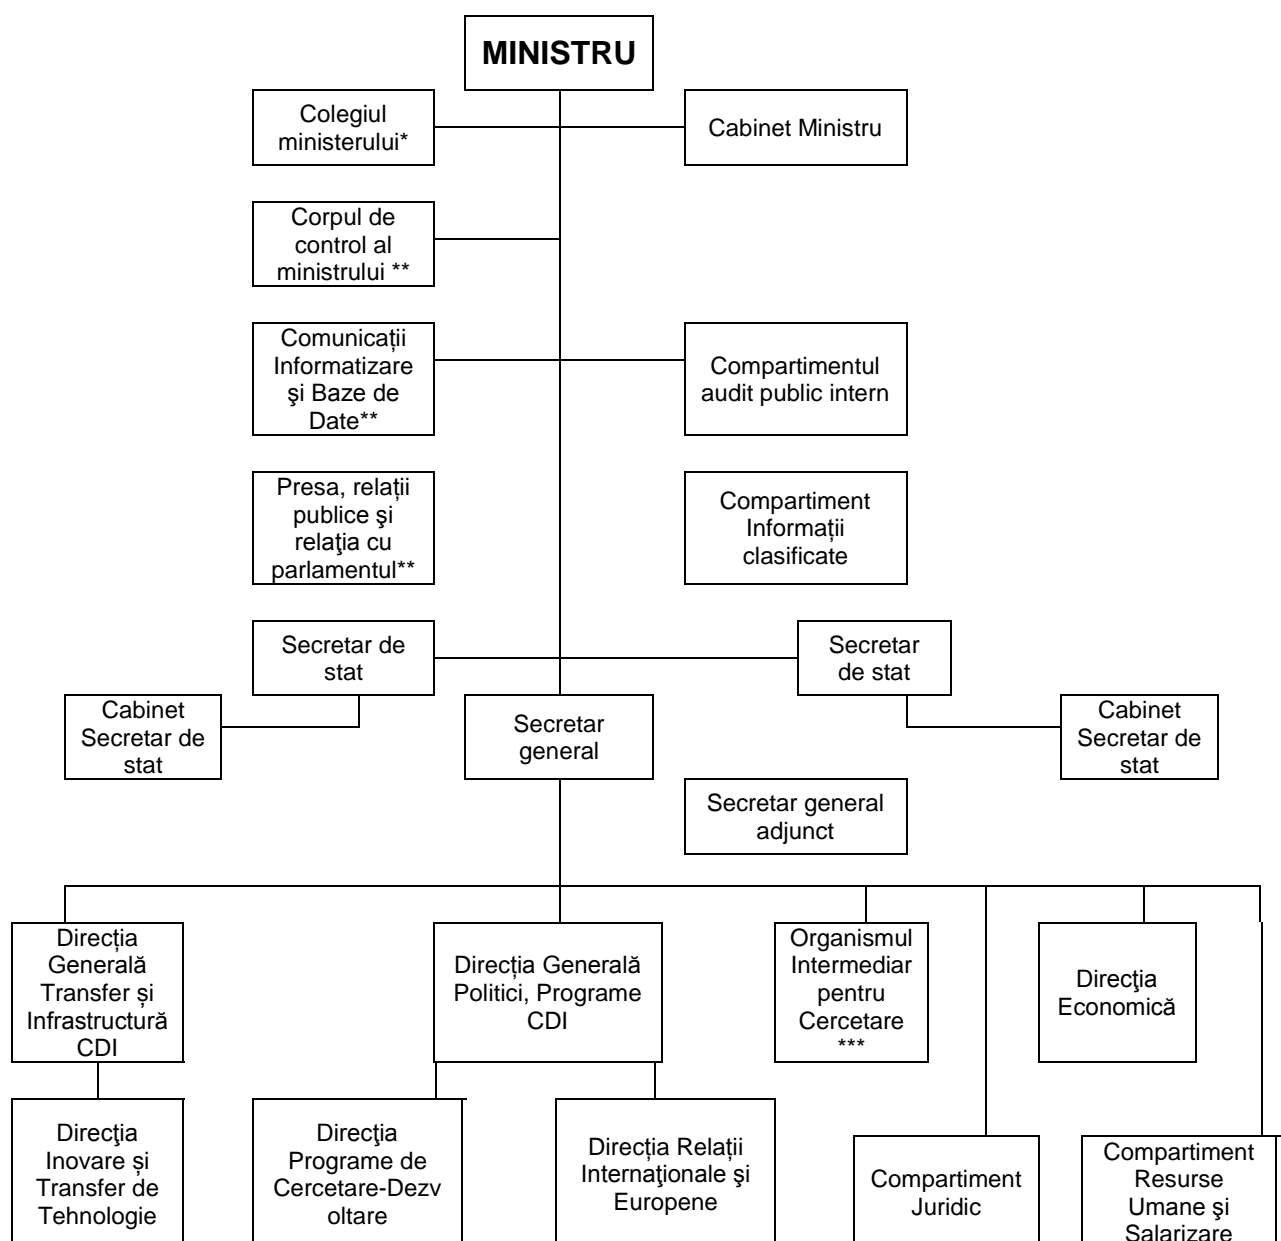 MINISTRU
Colegiul
ministerului*
Cabinet Ministru
Corpul de
control al
ministrului **
Comunicații
Informatizare
şi Baze de
Date**
Compartimentul
audit public intern
Presa, relații
publice şi
relaţia cu
parlamentul**
Compartiment
Informații
clasificate
Secretar de
stat
Secretar
de stat
Cabinet
Secretar de
stat
Secretar
general
Cabinet
Secretar de
stat
Secretar general
adjunct
Direcția
Generală
Transfer și
Infrastructură
CDI
Direcția Generală
Politici, Programe
CDI
Organismul
Intermediar
pentru
Cercetare
***
Direcţia
Economică
Direcţia
Inovare și
Transfer de
Tehnologie
Direcţia
Programe de
Cercetare-Dezv
oltare
Direcția Relații
Internaţionale şi
Europene
Compartiment
Juridic
Compartiment
Resurse
Umane şi
Salarizare